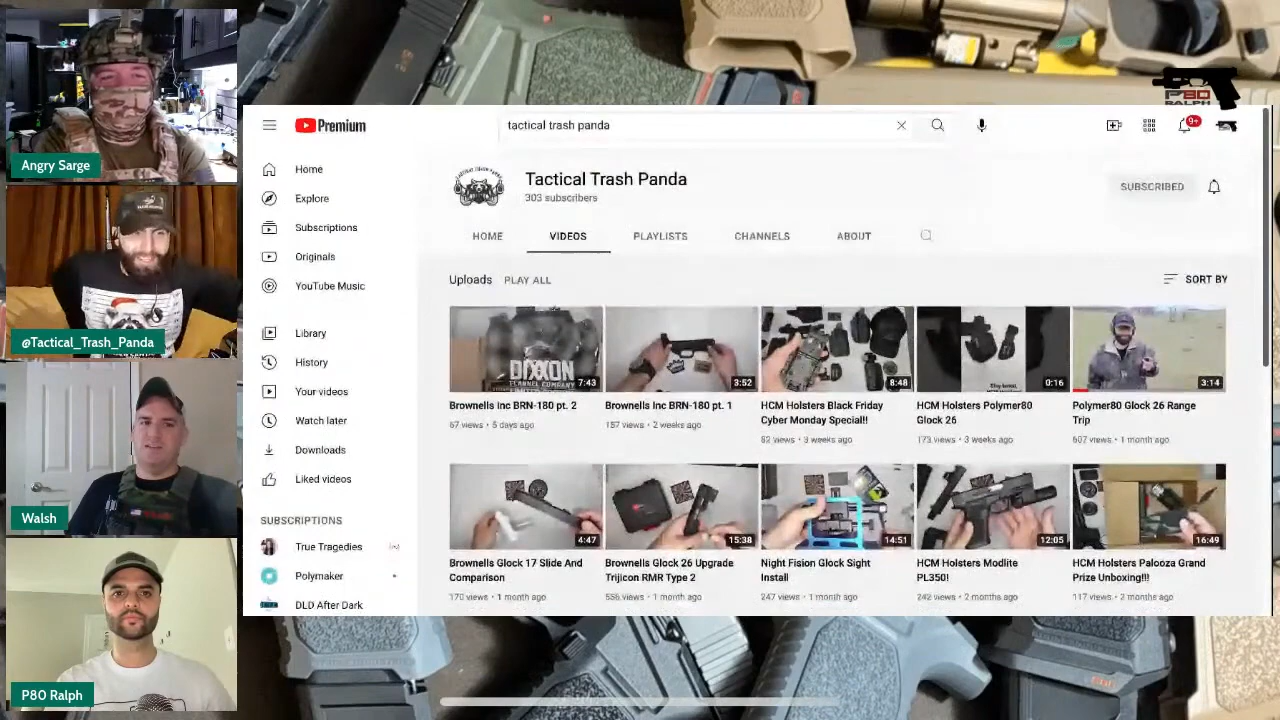 Angry Sarge
@Tactical_Trash_Panda
Walsh
P80 Ralph
P80
RALPH
Premium
tactical trash panda
9+
Home
Explore
Subscriptions
Originals
YouTube Music
Library
History
Your videos
Watch later
Downloads
Liked videos
SUBSCRIPTIONS
True Tragedies
Polymaker
DLD After Dark
Tactical Trash Panda
303 subscribers
SUBSCRIBED
HOME
VIDEOS
PLAYLISTS
CHANNELS
ABOUT
Uploads PLAY ALL
SORT BY
DIXXON
FLANNEL COMPANY
7:43
3:52
8:48
0:16
3:14
Brownells Inc BRN-180 pt. 2
67 views • 5 days ago
Brownells Inc BRN-180 pt. 1
157 views • 2 weeks ago
HCM Holsters Black Friday
Cyber Monday Special!!
82 views • 3 weeks ago
HCM Holsters Polymer80
Glock 26
173 views • 3 weeks ago
Polymer80 Glock 26 Range
Trip
607 views • 1 month ago
4:47
15:38
14:51
12:05
16:49
Brownells Glock 17 Slide And
Comparison
170 views • 1 month ago
Brownells Glock 26 Upgrade
Trijicon RMR Type 2
556 views • 1 month ago
Night Fision Glock Sight
Install
247 views • 1 month ago
HCM Holsters Modlite
PL350!
242 views • 2 months ago
HCM Holsters Palooza Grand
Prize Unboxing!!!
117 views • 2 months ago